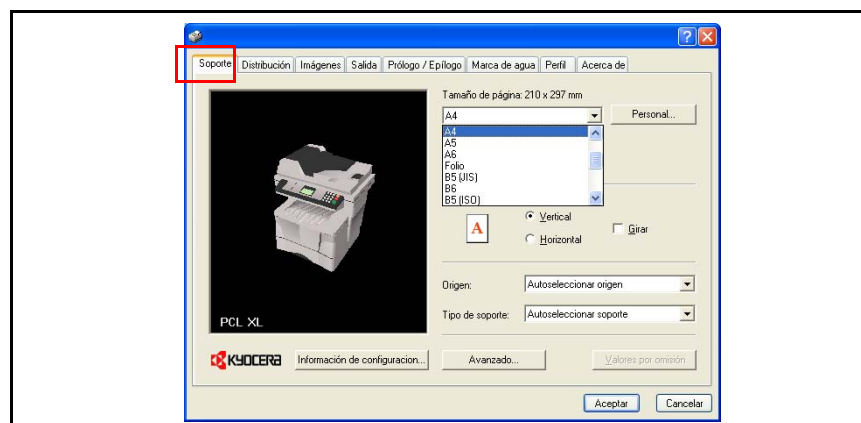 Soporte Distribución Imágenes Salida Prólogo / Epílogo Marca de agua Perfil Acerca de
Tamaño de página: 210 x 297 mm
A4 Personal...
A4
A5
A6
Folio
B5 (JIS)
B6
B5 (ISO)
A Vertical
Horizontal
Girar
Origen: Autoseleccionar origen
Tipo de soporte: Autoseleccionar soporte
PCL XL
KYOCERA Información de configuracion... Avanzado... Valores por omisión
Aceptar Cancelar